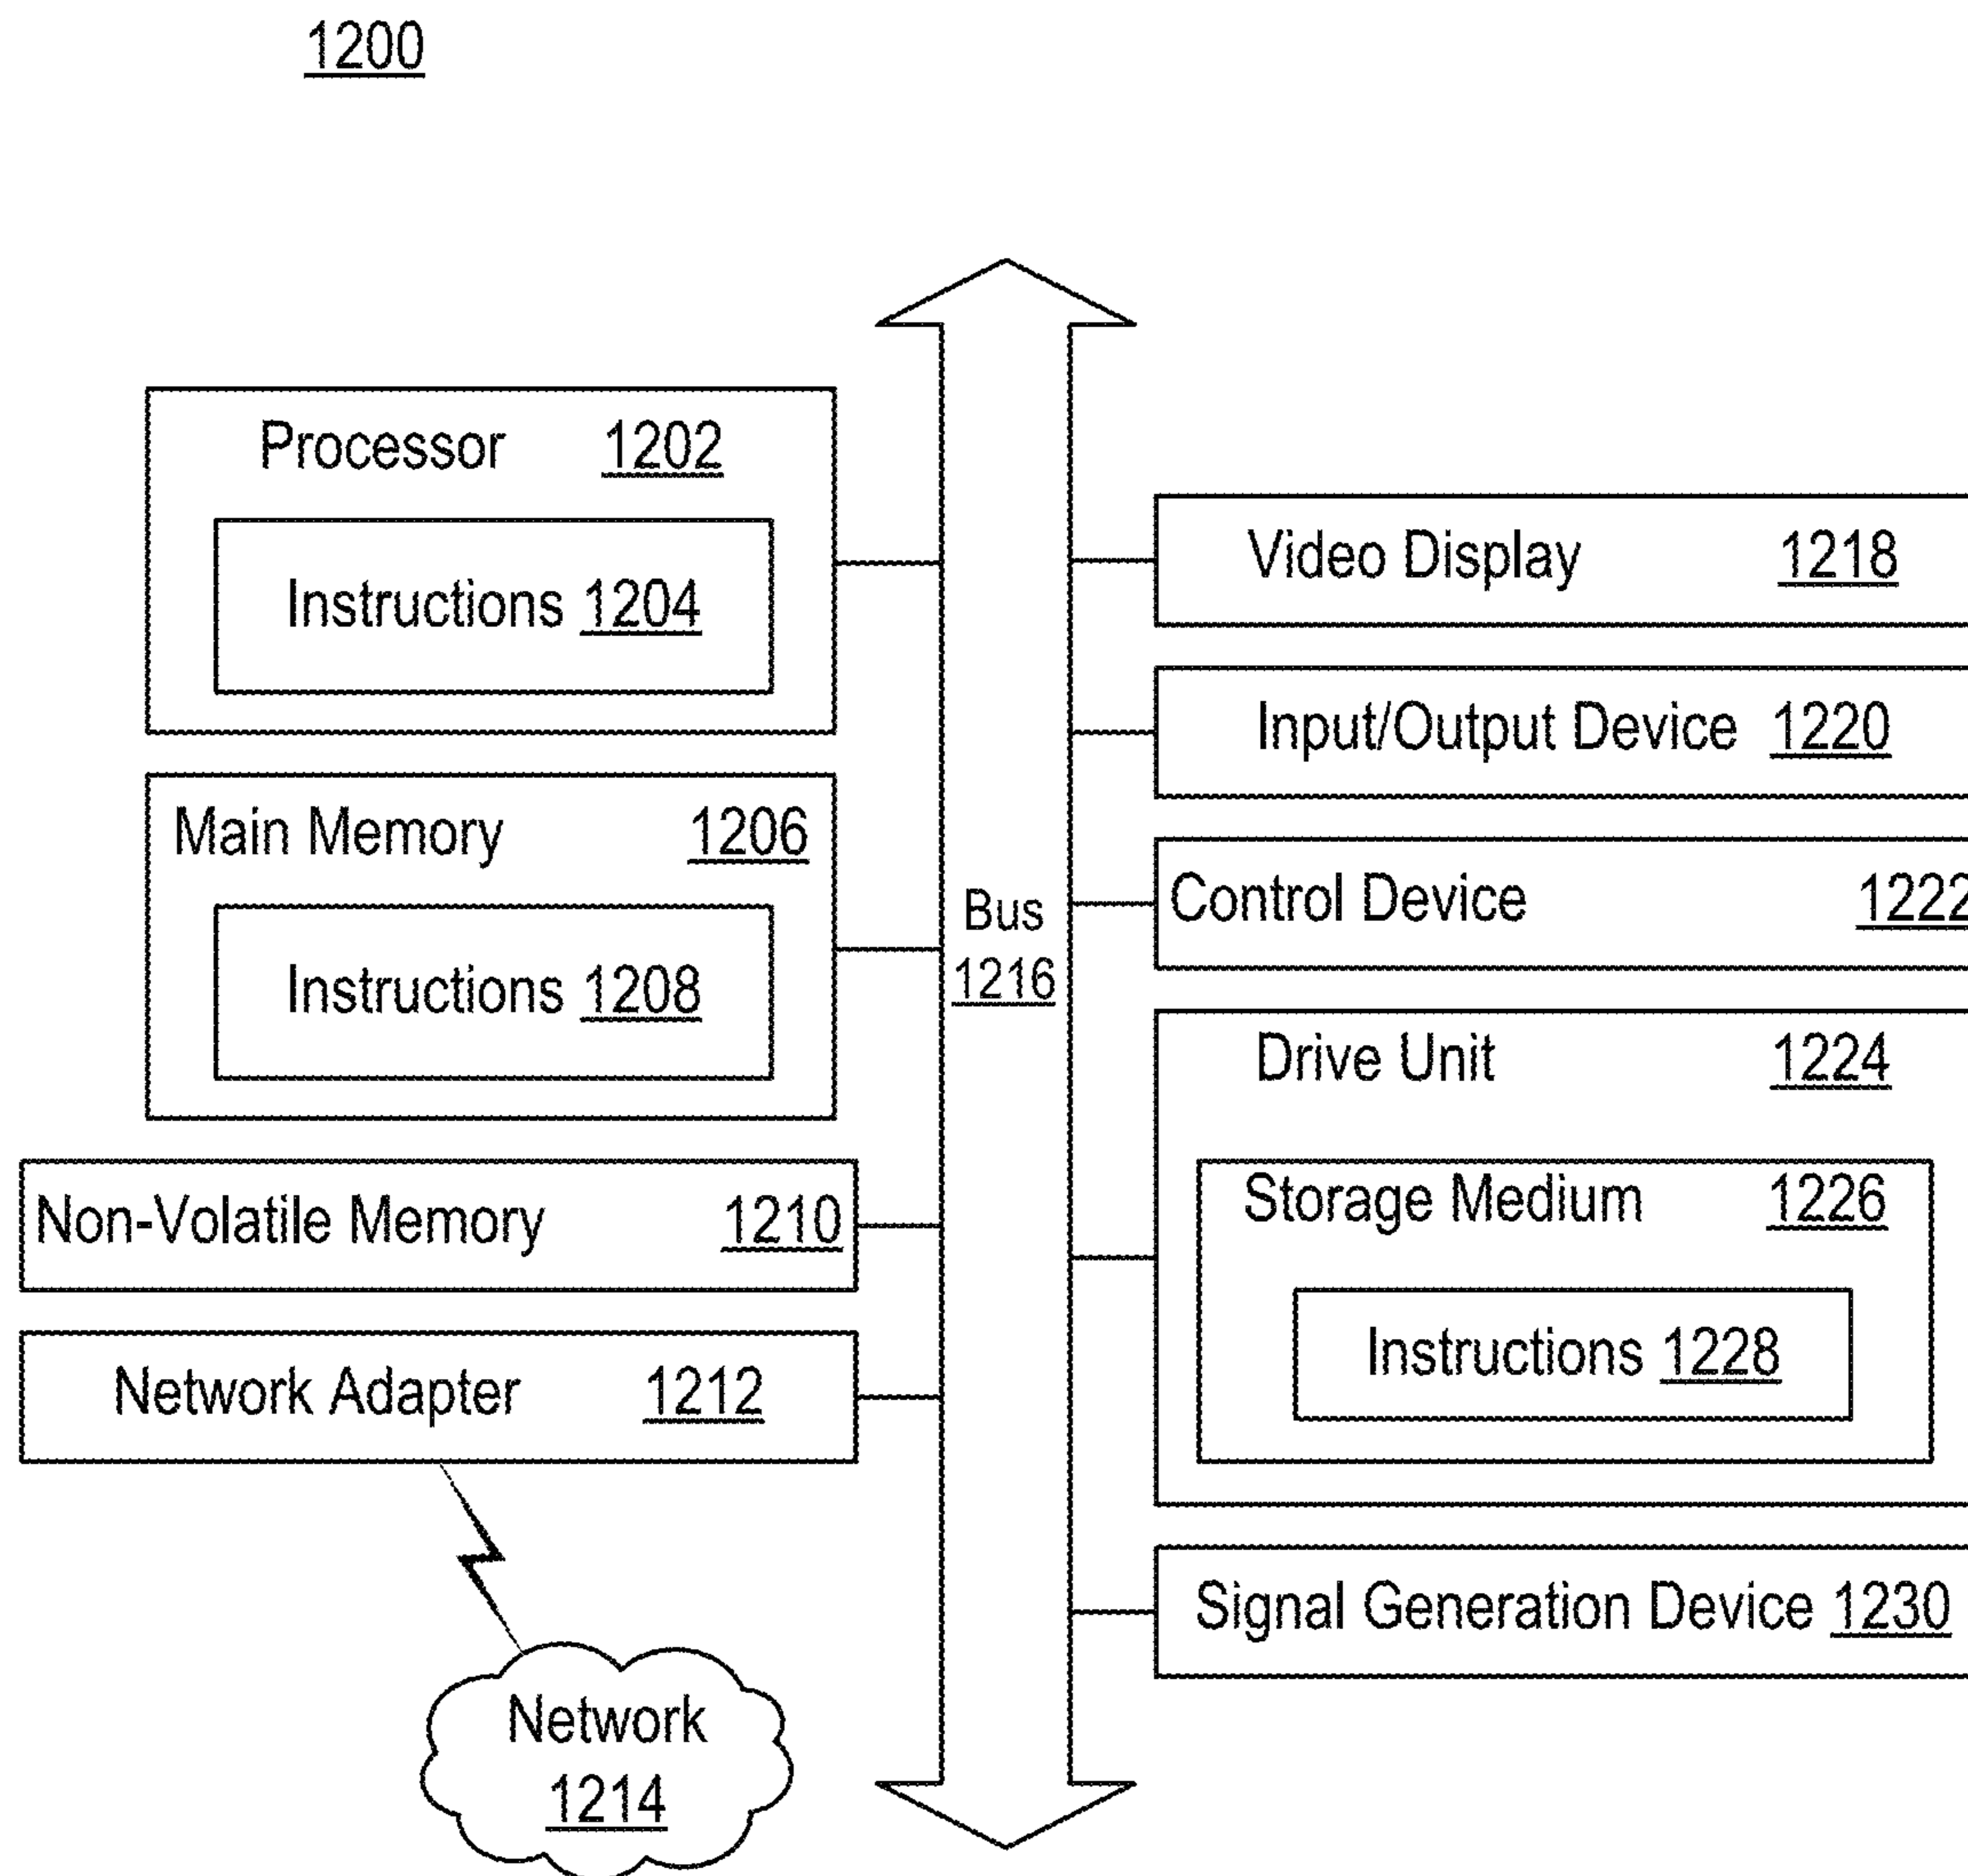 1200
Processor 1202
Instructions 1204
Main Memory 1206
Instructions 1208
Non-Volatile Memory 1210
Network Adapter 1212
Network
1214
Bus
1216
Video Display 1218
Input/Output Device 1220
Control Device 1222
Drive Unit 1224
Storage Medium 1226
Instructions 1228
Signal Generation Device 1230